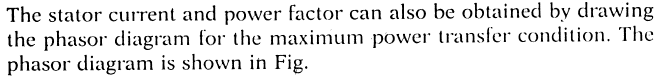 The stator current and power factor can also be obtained by drawing
the phasor diagram for the maximum power transfer condition. The
phasor diagram is shown in Fig.